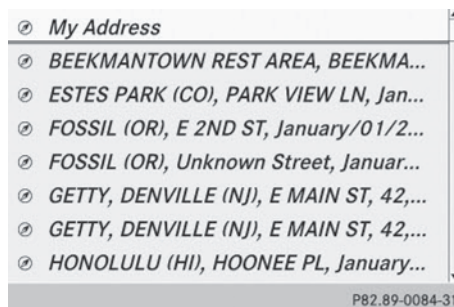 My Address
BEEKMANTOWN REST AREA, BEEKMA...
ESTES PARK (CO), PARK VIEW LN, Jan...
FOSSIL (OR), E 2ND ST, January/01/2...
FOSSIL (OR), Unknown Street, Januar...
GETTY, DENVILLE (NJ), E MAIN ST, 42,...
GETTY, DENVILLE (NJ), E MAIN ST, 42,...
HONOLULU (HI), HOONEE PL, January...
P82.89-0084-31